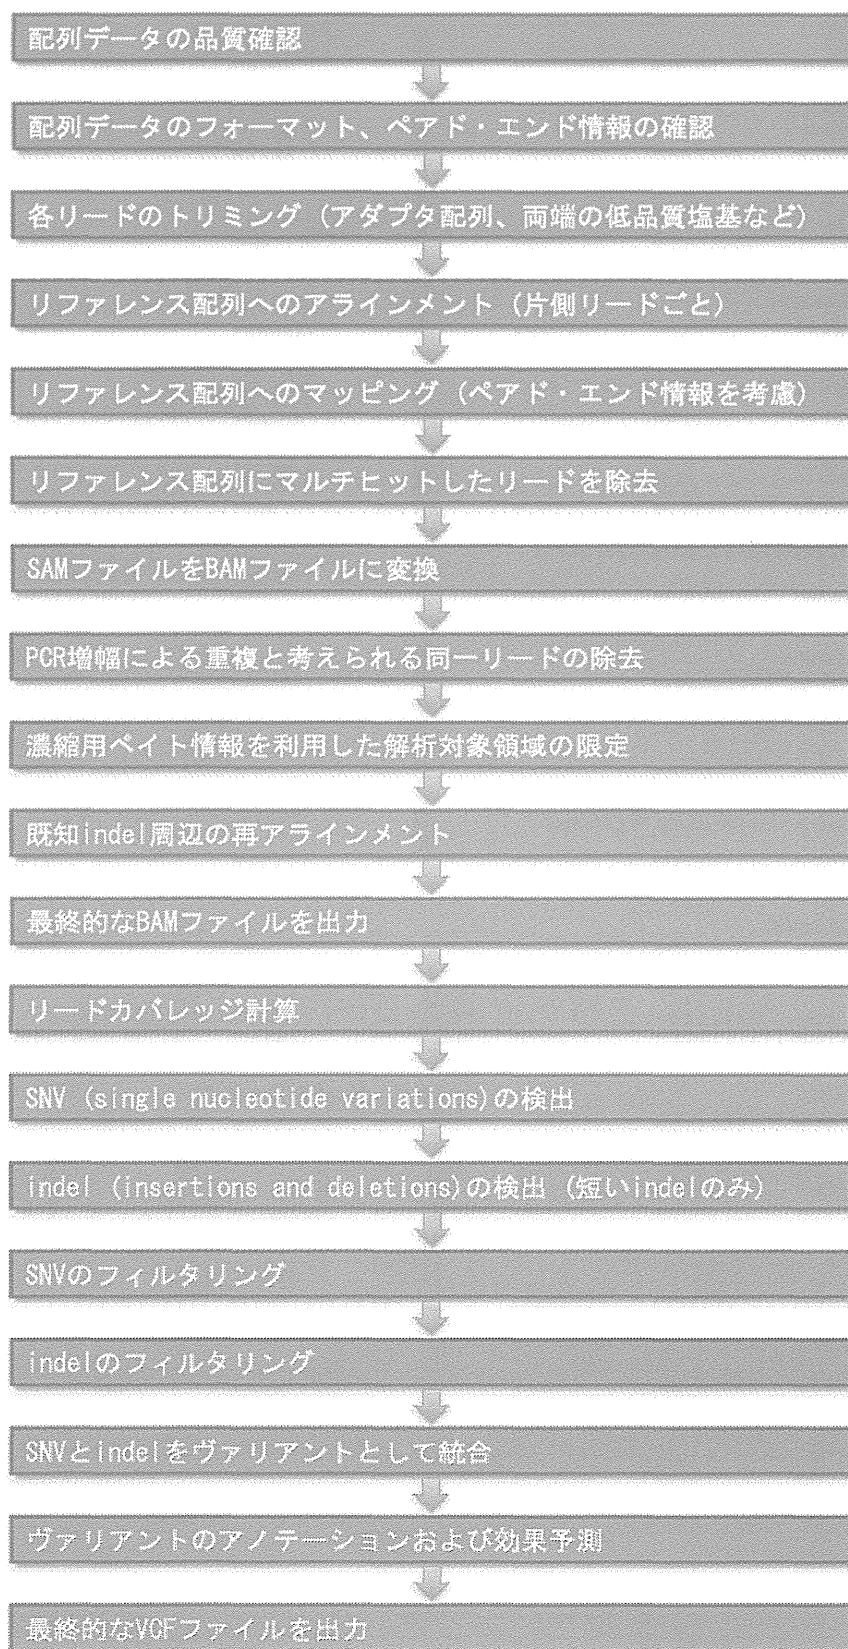 配列データの品質確認
配列データのフォーマット、ペアド・エンド情報の確認
各リードのトリミング (アダプタ配列、両端の低品質塩基など)
リファレンス配列へのアラインメント (片側リードごと)
リファレンス配列へのマッピング (ペアド・エンド情報を考慮)
リファレンス配列にマルチヒットしたリードを除去
SAMファイルをBAMファイルに変換
PCR増幅による重複と考えられる同一リードの除去
濃縮用ベイト情報を利用した解析対象領域の限定
既知indel周辺の再アラインメント
最終的なBAMファイルを出力
リードカバレッジ計算
SNV (single nucleotide variations)の検出
indel (insertions and deletions)の検出 (短いindelのみ)
SNVのフィルタリング
indelのフィルタリング
SNVとindelをヴァリアントとして統合
ヴァリアントのアノテーションおよび効果予測
最終的なVCFファイルを出力